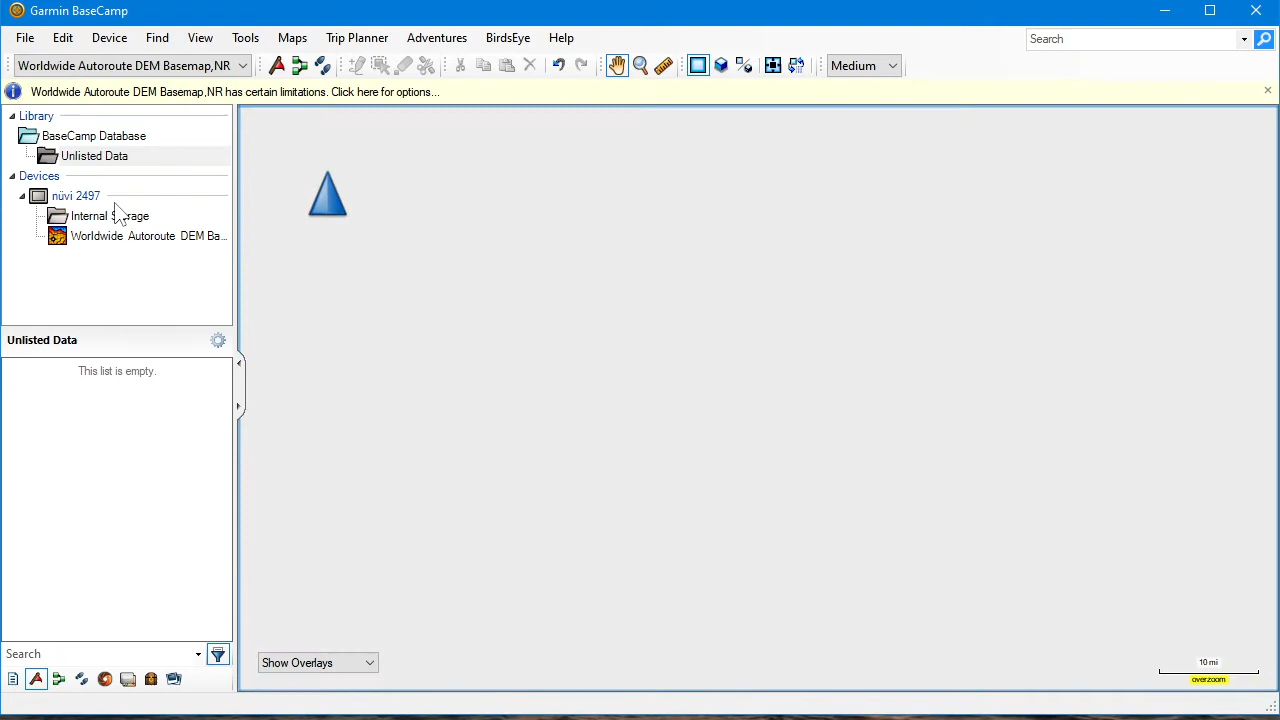 Garmin BaseCamp
File Edit Device Find View Tools Maps Trip Planner Adventures BirdsEye Help
Search
Worldwide Autoroute DEM Basemap,NR
Medium
Worldwide Autoroute DEM Basemap,NR has certain limitations. Click here for options...
Library
BaseCamp Database
Unlisted Data
Devices
nüvi 2497
Internal Storage
Worldwide Autoroute DEM Ba...
Unlisted Data
This list is empty.
Search
Show Overlays
10 mi
overzoom